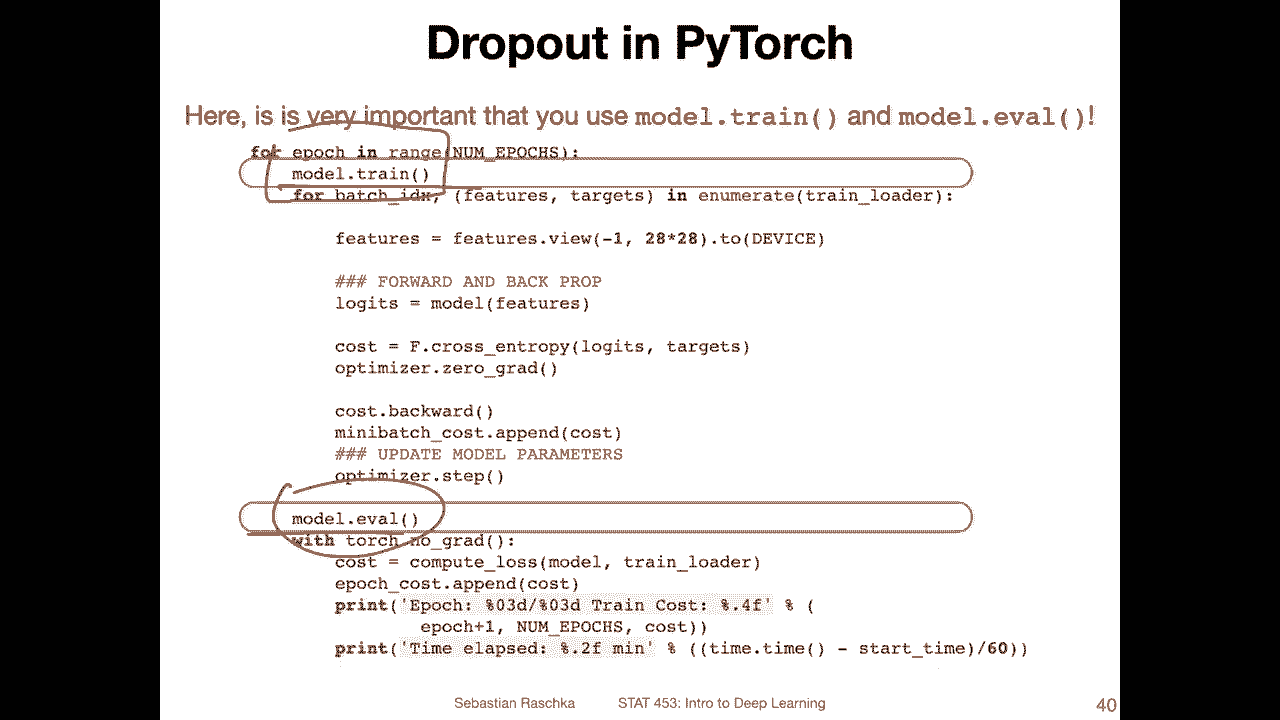 Dropout in PyTorch
Here, is is very important that you use model.train() and model.eval()!
for epoch in range(NUM_EPOCHS):
model.train()
for batch_idx, (features, targets) in enumerate(train_loader):
features = features.view(-1, 28*28).to(DEVICE)
### FORWARD AND BACK PROP
logits = model(features)
cost = F.cross_entropy(logits, targets)
optimizer.zero_grad()
cost.backward()
minibatch_cost.append(cost)
### UPDATE MODEL PARAMETERS
optimizer.step()
model.eval()
with torch.no_grad():
cost = compute_loss(model, train_loader)
epoch_cost.append(cost)
print('Epoch: %03d/%03d Train Cost: %.4f' % (
epoch+1, NUM_EPOCHS, cost))
print('Time elapsed: %.2f min' % ((time.time() - start_time)/60))
Sebastian Raschka STAT 453: Intro to Deep Learning 40